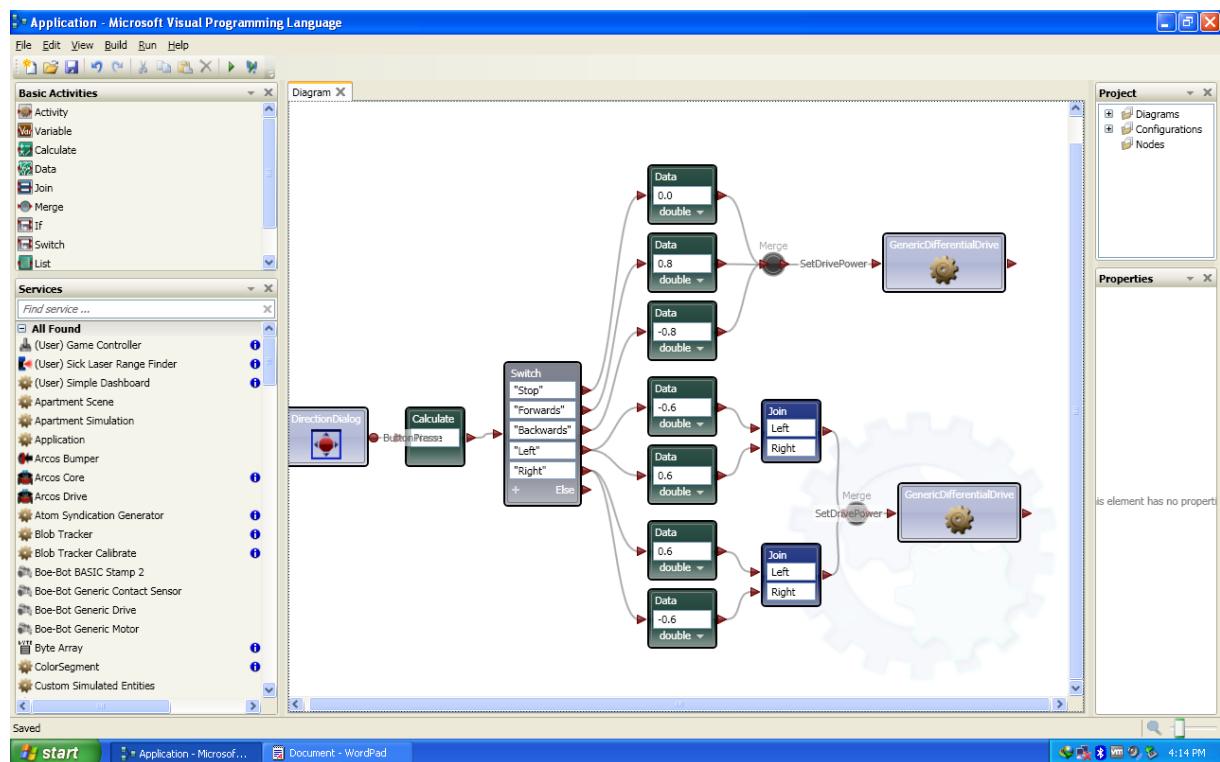 Application - Microsoft Visual Programming Language
File Edit View Build Run Help
Basic Activities
Activity
Variable
Calculate
Data
Join
Merge
If
Switch
List
Services
Find service ...
All Found
(User) Game Controller
(User) Sick Laser Range Finder
(User) Simple Dashboard
Apartment Scene
Apartment Simulation
Application
Arcos Bumper
Arcos Core
Arcos Drive
Atom Syndication Generator
Blob Tracker
Blob Tracker Calibrate
Boe-Bot BASIC Stamp 2
Boe-Bot Generic Contact Sensor
Boe-Bot Generic Drive
Boe-Bot Generic Motor
Byte Array
ColorSegment
Custom Simulated Entities
Diagram
DirectionDialog
ButtonPress
Calculate
Switch
"Stop"
"Forwards"
"Backwards"
"Left"
"Right"
+ Else
Data
0.0
double
Data
0.8
double
Data
-0.8
double
Merge
SetDrivePower
GenericDifferentialDrive
Data
-0.6
double
Data
0.6
double
Join
Left
Right
Data
0.6
double
Data
-0.6
double
Join
Left
Right
Merge
SetDrivePower
GenericDifferentialDrive
Project
Diagrams
Configurations
Nodes
Properties
is element has no properti
Saved
start
Application - Microsof...
Document - WordPad
4:14 PM